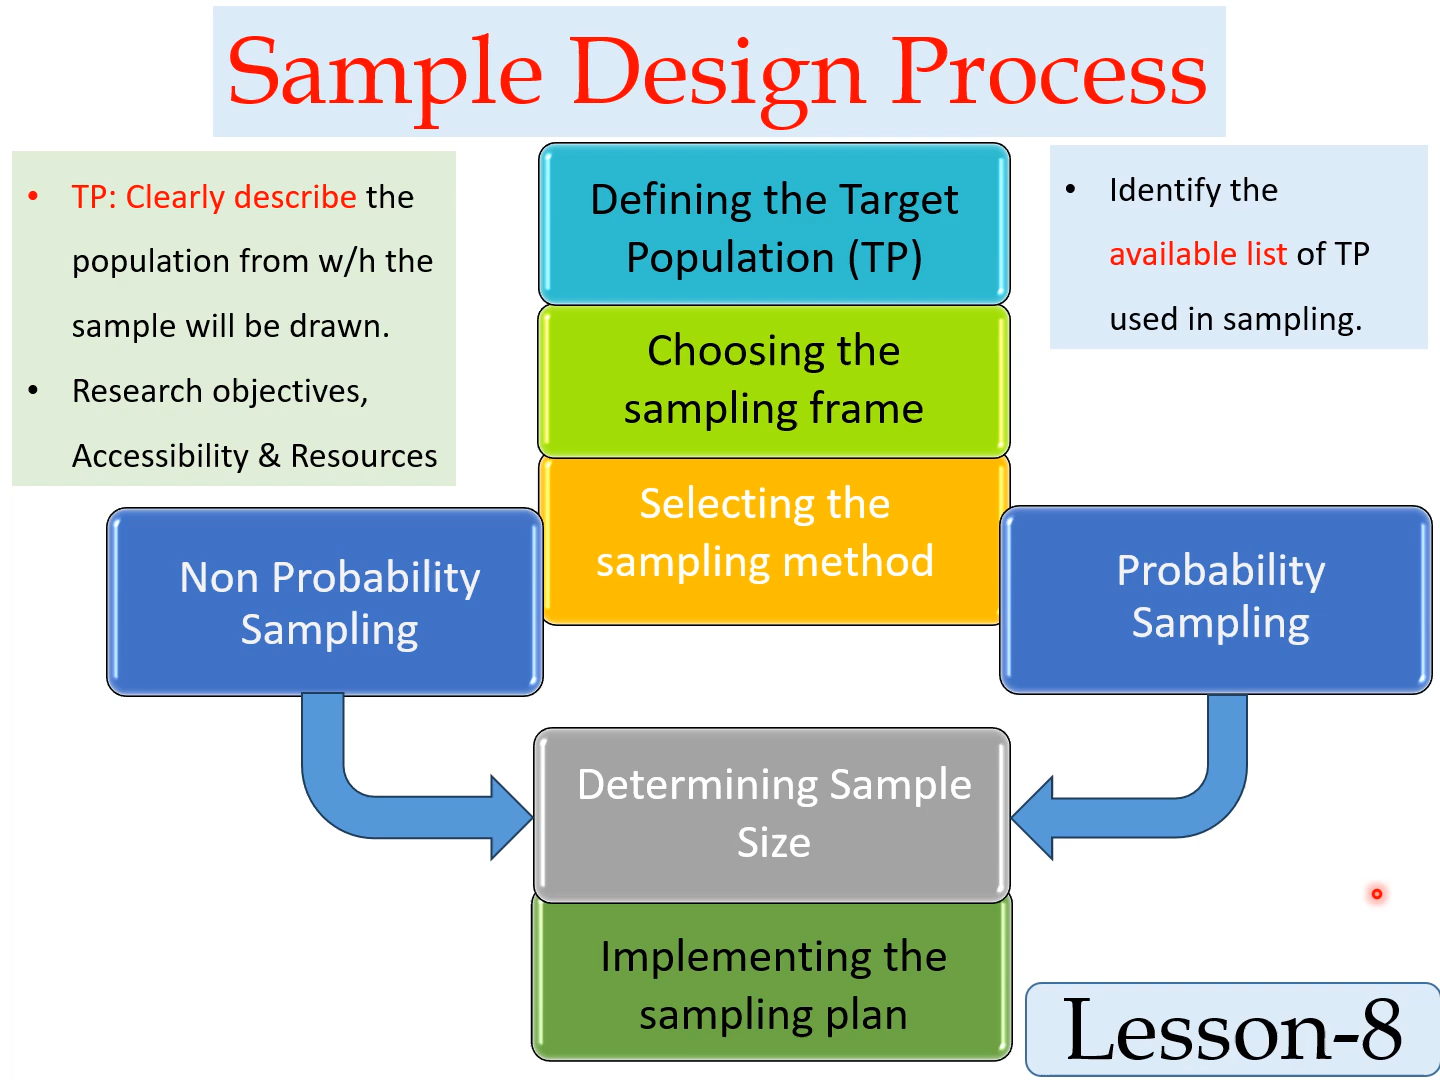 Sample Design Process
• TP: Clearly describe the
population from w/h the
sample will be drawn.
• Research objectives,
Accessibility & Resources
Defining the Target
Population (TP)
• Identify the
available list of TP
used in sampling.
Choosing the
sampling frame
Selecting the
sampling method
Non Probability
Sampling
Probability
Sampling
Determining Sample
Size
Implementing the
sampling plan
Lesson-8